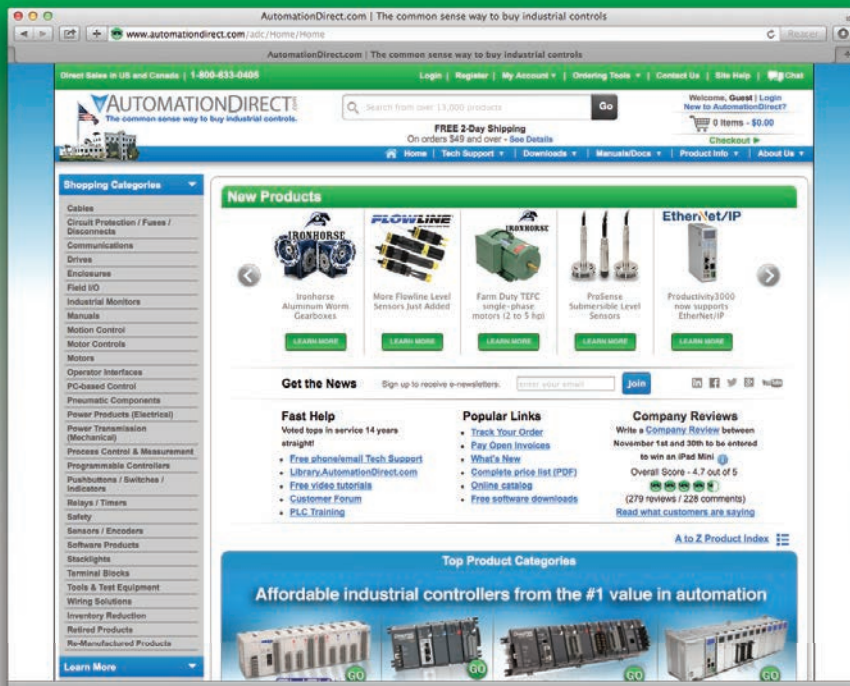 AutomationDirect.com | The common sense way to buy industrial controls
www.automationdirect.com/adc/Home/Home
Reader
AutomationDirect.com | The common sense way to buy industrial controls
Direct Sales in US and Canada | 1-800-633-0405
Login | Register | My Account | Ordering Tools | Contact Us | Site Help | Chat
AUTOMATIONDIRECT.com
The common sense way to buy industrial controls.
Search from over 13,000 products
Go
FREE 2-Day Shipping
On orders $49 and over - See Details
Welcome, Guest | Login
New to AutomationDirect?
0 Items - $0.00
Checkout
Home | Tech Support | Downloads | Manuals/Docs | Product Info | About Us
Shopping Categories
Cables
Circuit Protection / Fuses /
Disconnects
Communications
Drives
Enclosures
Field I/O
Industrial Monitors
Manuals
Motion Control
Motor Controls
Motors
Operator Interfaces
PC-based Control
Pneumatic Components
Power Products (Electrical)
Power Transmission
(Mechanical)
Process Control & Measurement
Programmable Controllers
Pushbuttons / Switches /
Indicators
Relays / Timers
Safety
Sensors / Encoders
Software Products
Stacklights
Terminal Blocks
Tools & Test Equipment
Wiring Solutions
Inventory Reduction
Retired Products
Re-Manufactured Products
Learn More
New Products
IRONHORSE
Ironhorse
Aluminum Worm
Gearboxes
LEARN MORE
FLOWLINE
More Flowline Level
Sensors Just Added
LEARN MORE
IRONHORSE
Farm Duty TEFC
single-phase
motors (2 to 5 hp)
LEARN MORE
ProSense
Submersible Level
Sensors
LEARN MORE
EtherNet/IP
Productivity3000
now supports
EtherNet/IP
LEARN MORE
Get the News
Sign up to receive e-newsletters.
enter your email
Join
Fast Help
Voted tops in service 14 years
straight!
Free phone/email Tech Support
Library.AutomationDirect.com
Free video tutorials
Customer Forum
PLC Training
Popular Links
Track Your Order
Pay Open Invoices
What's New
Complete price list (PDF)
Online catalog
Free software downloads
Company Reviews
Write a Company Review between
November 1st and 30th to be entered
to win an iPad Mini
Overall Score - 4.7 out of 5
(279 reviews / 228 comments)
Read what customers are saying
A to Z Product Index
Top Product Categories
Affordable industrial controllers from the #1 value in automation
GO
GO
GO
GO